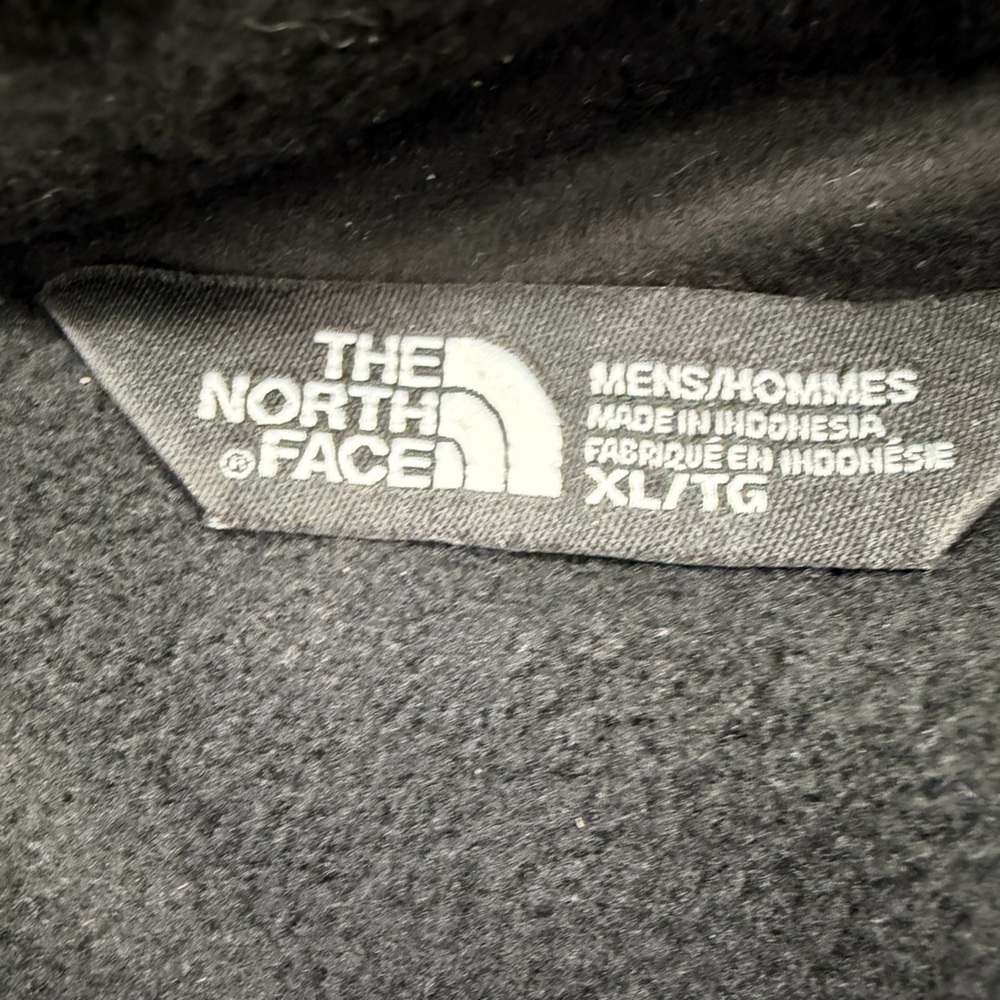 THE
NORTH
®FACE
MENS/HOMMES
MADE IN INDONESIA
FABRIQUÉ EN INDONÉSIE
XL/TG